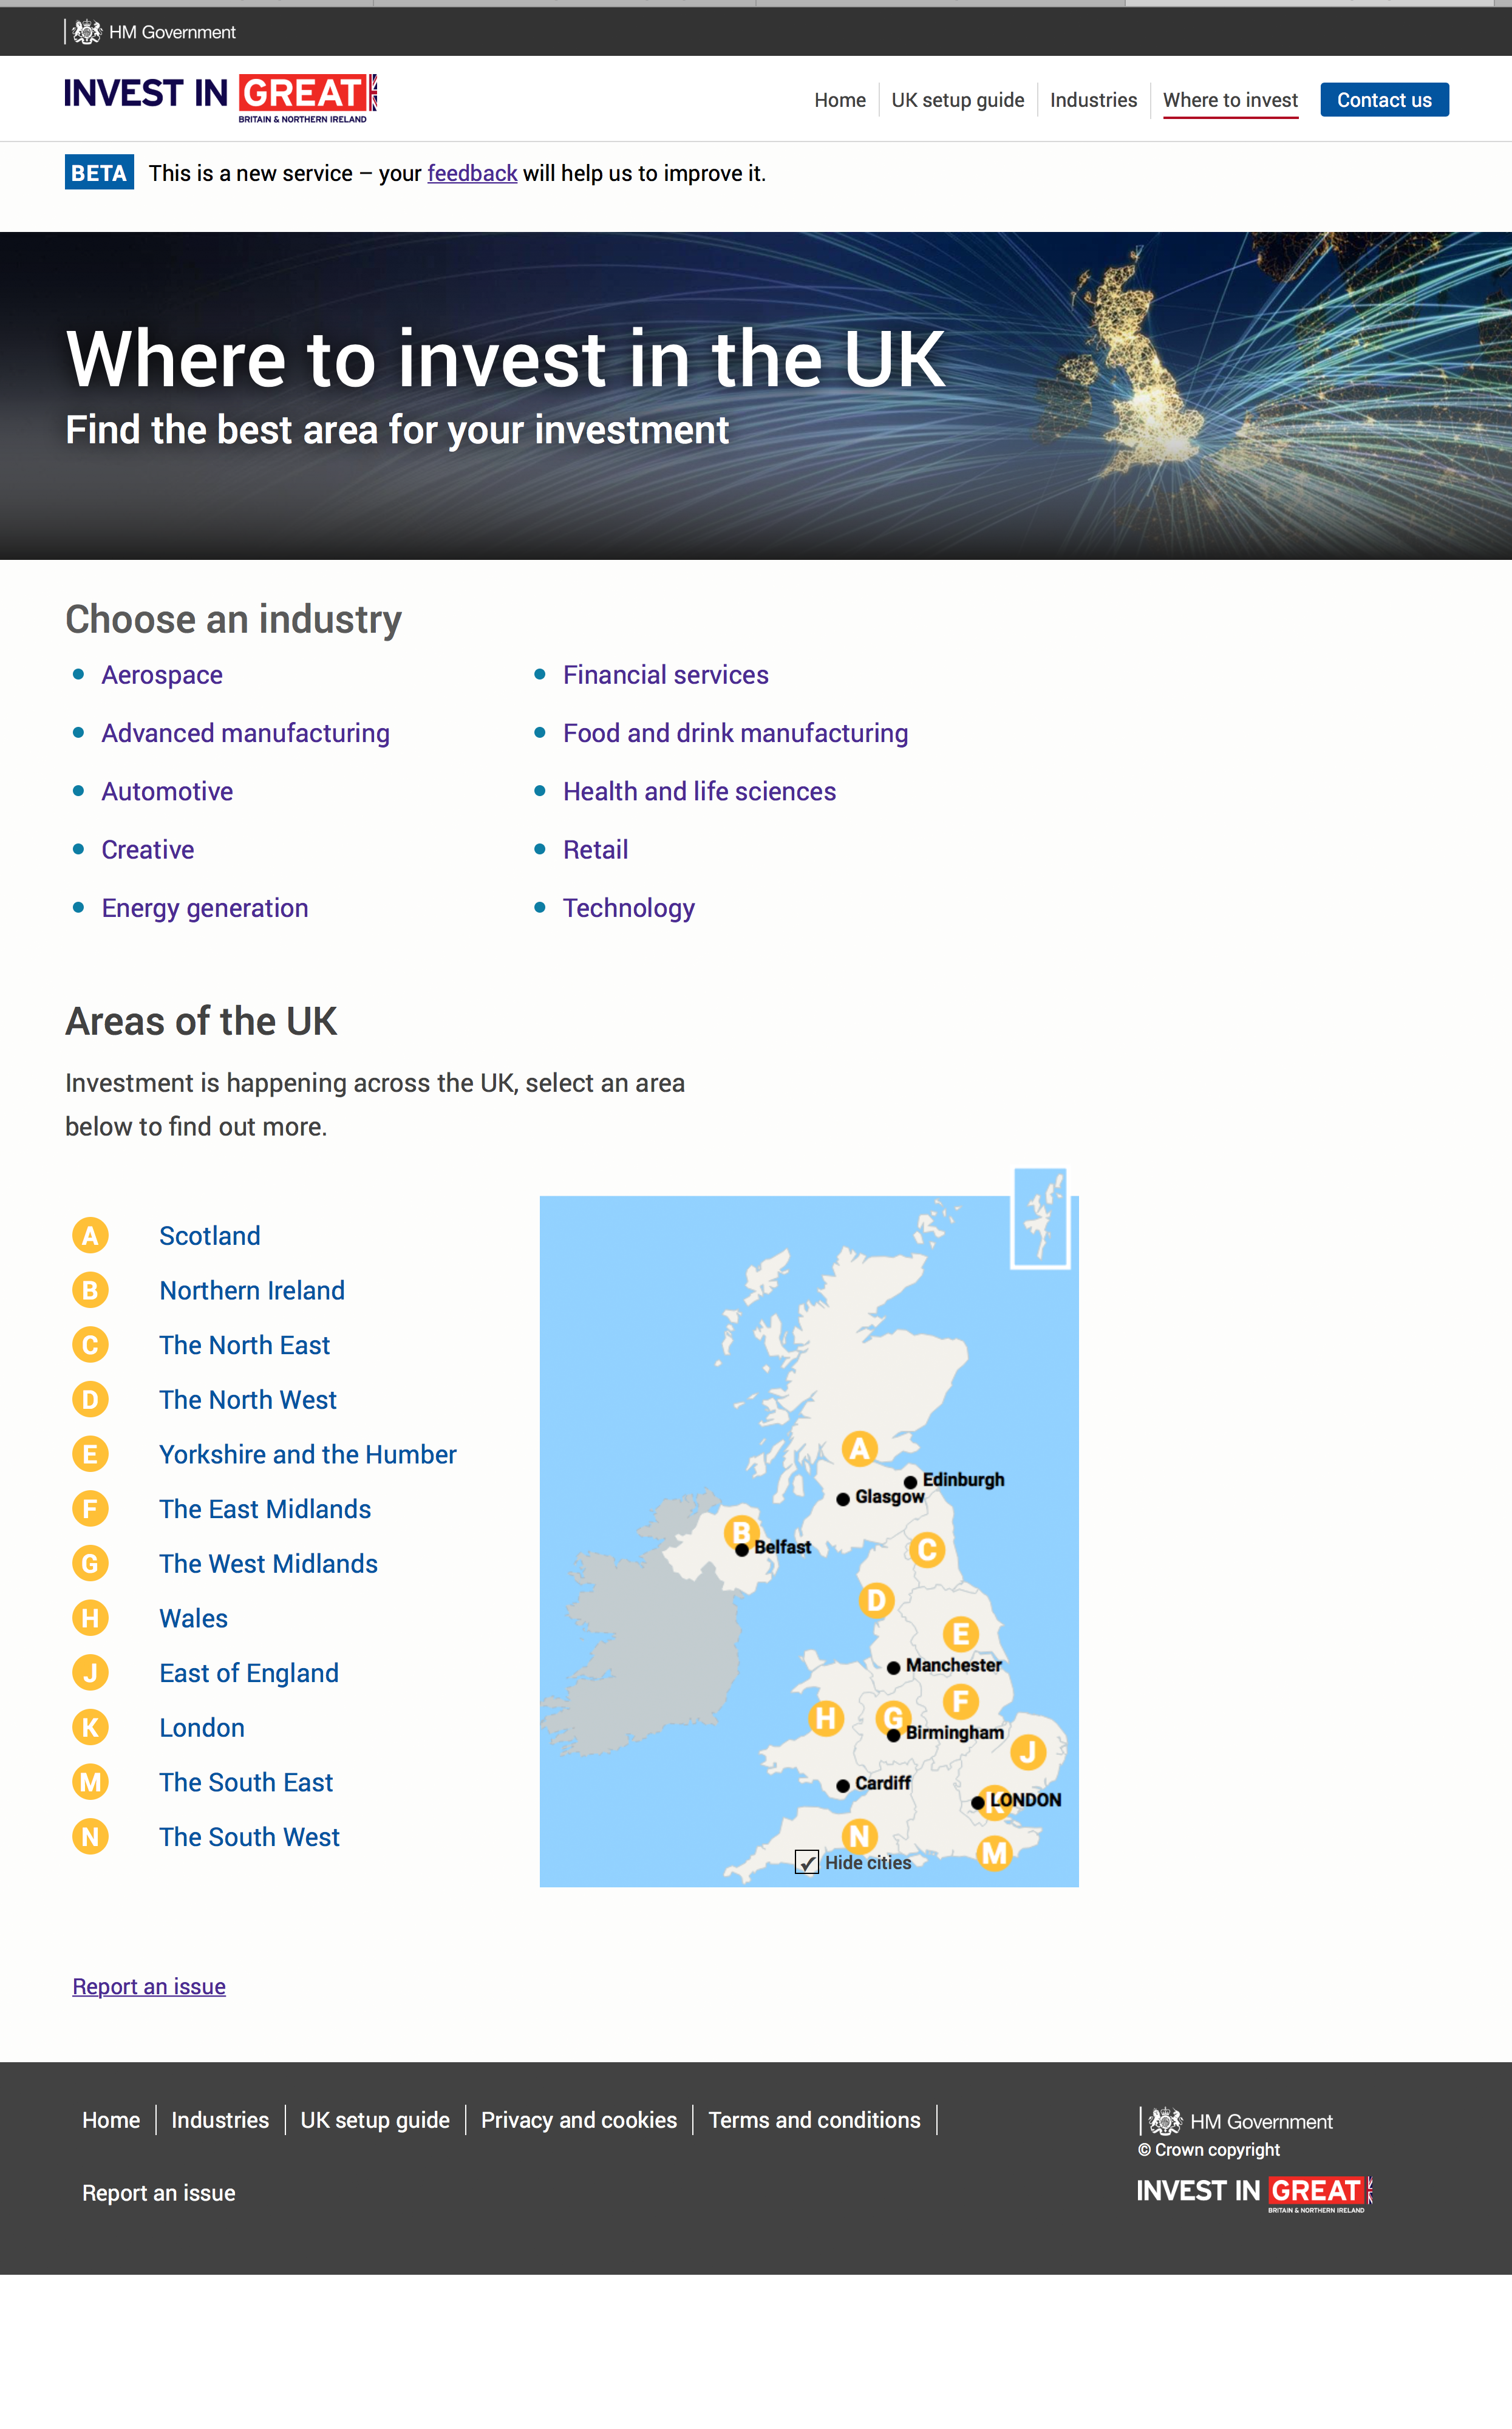 HM Government
INVEST IN GREAT
BRITAIN & NORTHERN IRELAND
Home
UK setup guide
Industries
Where to invest
Contact us
BETA This is a new service – your feedback will help us to improve it.
Where to invest in the UK
Find the best area for your investment
Choose an industry
Aerospace
Advanced manufacturing
Automotive
Creative
Energy generation
Financial services
Food and drink manufacturing
Health and life sciences
Retail
Technology
Areas of the UK
Investment is happening across the UK, select an area
below to find out more.
A Scotland
B Northern Ireland
C The North East
D The North West
E Yorkshire and the Humber
F The East Midlands
G The West Midlands
H Wales
J East of England
K London
M The South East
N The South West
A
Edinburgh
Glasgow
B
Belfast
C
D
E
Manchester
F
H
G
Birmingham
J
Cardiff
K
LONDON
N
M
Hide cities
Report an issue
Home
Industries
UK setup guide
Privacy and cookies
Terms and conditions
Report an issue
HM Government
© Crown copyright
INVEST IN GREAT
BRITAIN & NORTHERN IRELAND